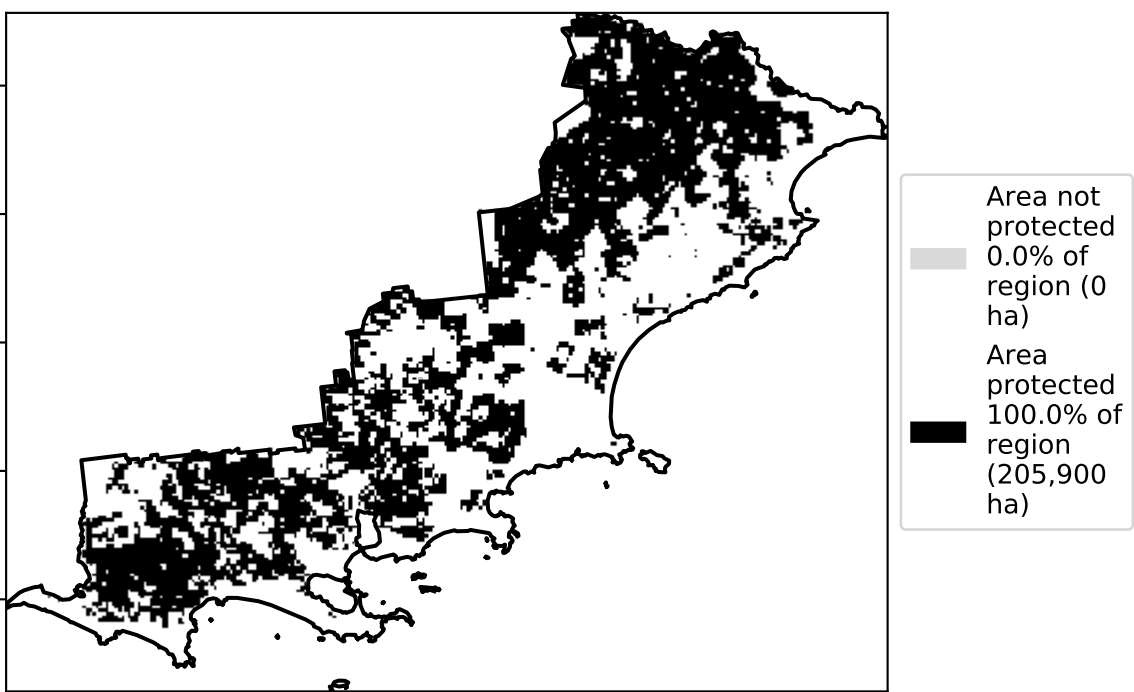 Area not
protected
0.0% of
region (0
ha)
Area
protected
100.0% of
region
(205,900
ha)